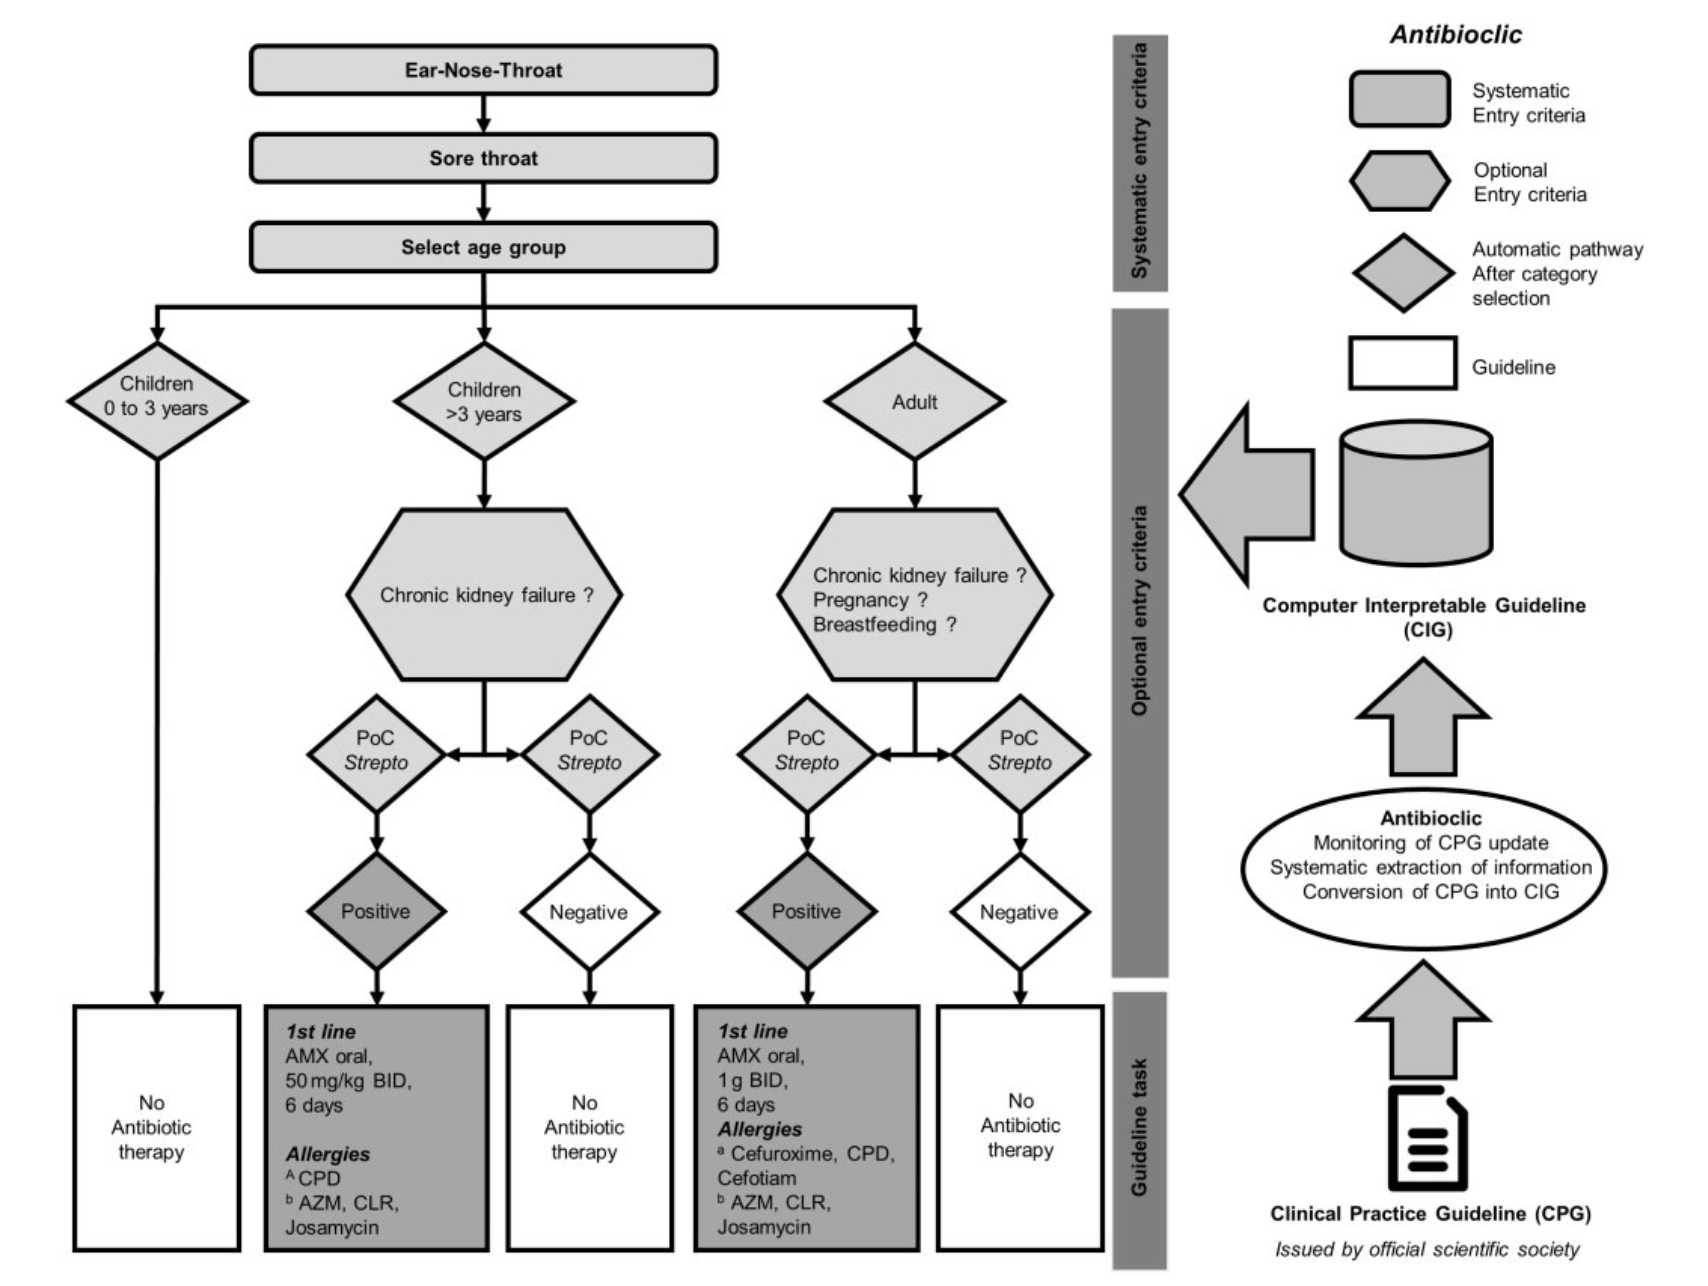 Ear-Nose-Throat
Sore throat
Select age group
Children
0 to 3 years
Children
>3 years
Adult
Chronic kidney failure ?
Chronic kidney failure ?
Pregnancy ?
Breastfeeding ?
PoC
Strepto
PoC
Strepto
PoC
Strepto
PoC
Strepto
Positive
Negative
Positive
Negative
No
Antibiotic
therapy
1st line
AMX oral,
50 mg/kg BID,
6 days
Allergies
A CPD
b AZM, CLR,
Josamycin
No
Antibiotic
therapy
1st line
AMX oral,
1 g BID,
6 days
Allergies
a Cefuroxime, CPD,
Cefotiam
b AZM, CLR,
Josamycin
No
Antibiotic
therapy
Systematic entry criteria
Optional entry criteria
Guideline task
Antibioclic
Systematic
Entry criteria
Optional
Entry criteria
Automatic pathway
After category
selection
Guideline
Computer Interpretable Guideline
(CIG)
Antibioclic
Monitoring of CPG update
Systematic extraction of information
Conversion of CPG into CIG
Clinical Practice Guideline (CPG)
Issued by official scientific society